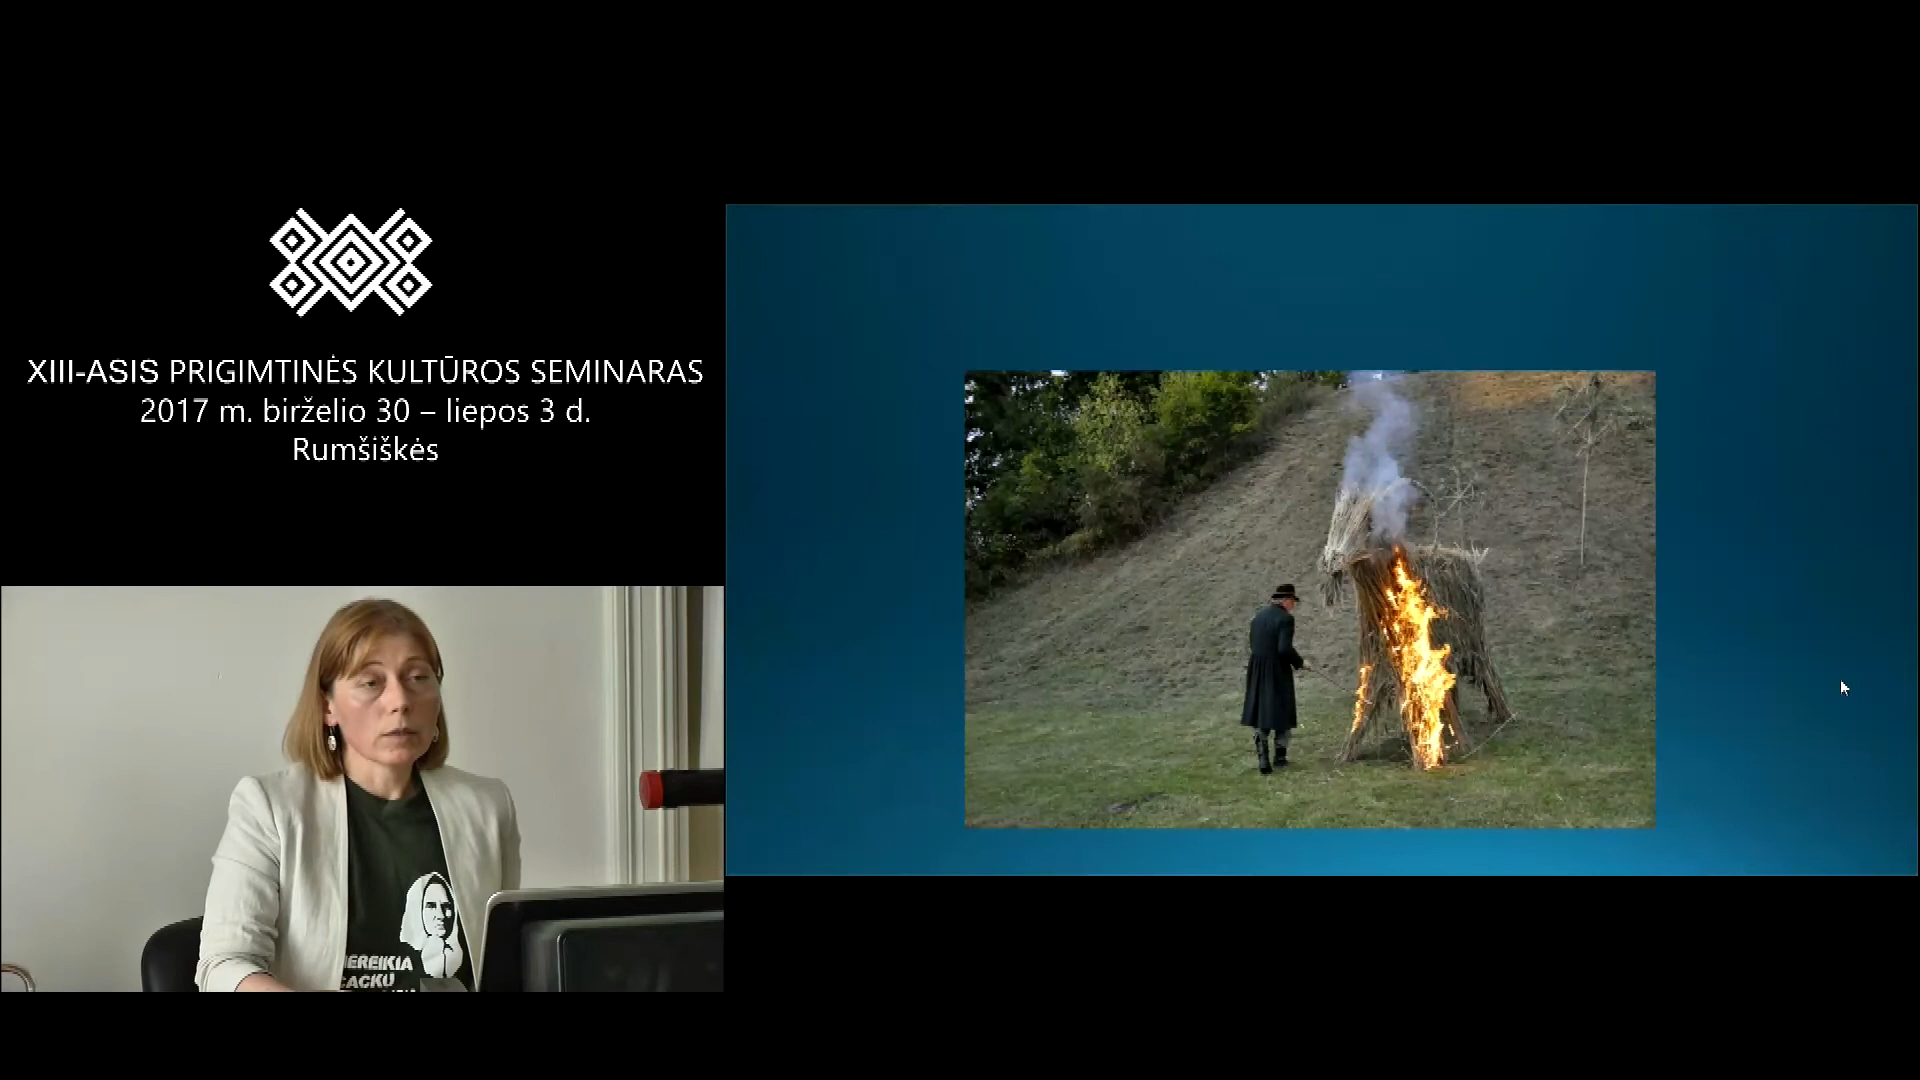 XIII-ASIS PRIGIMTINĖS KULTŪROS SEMINARAS
2017 m. birželio 30 – liepos 3 d.
Rumšiškės